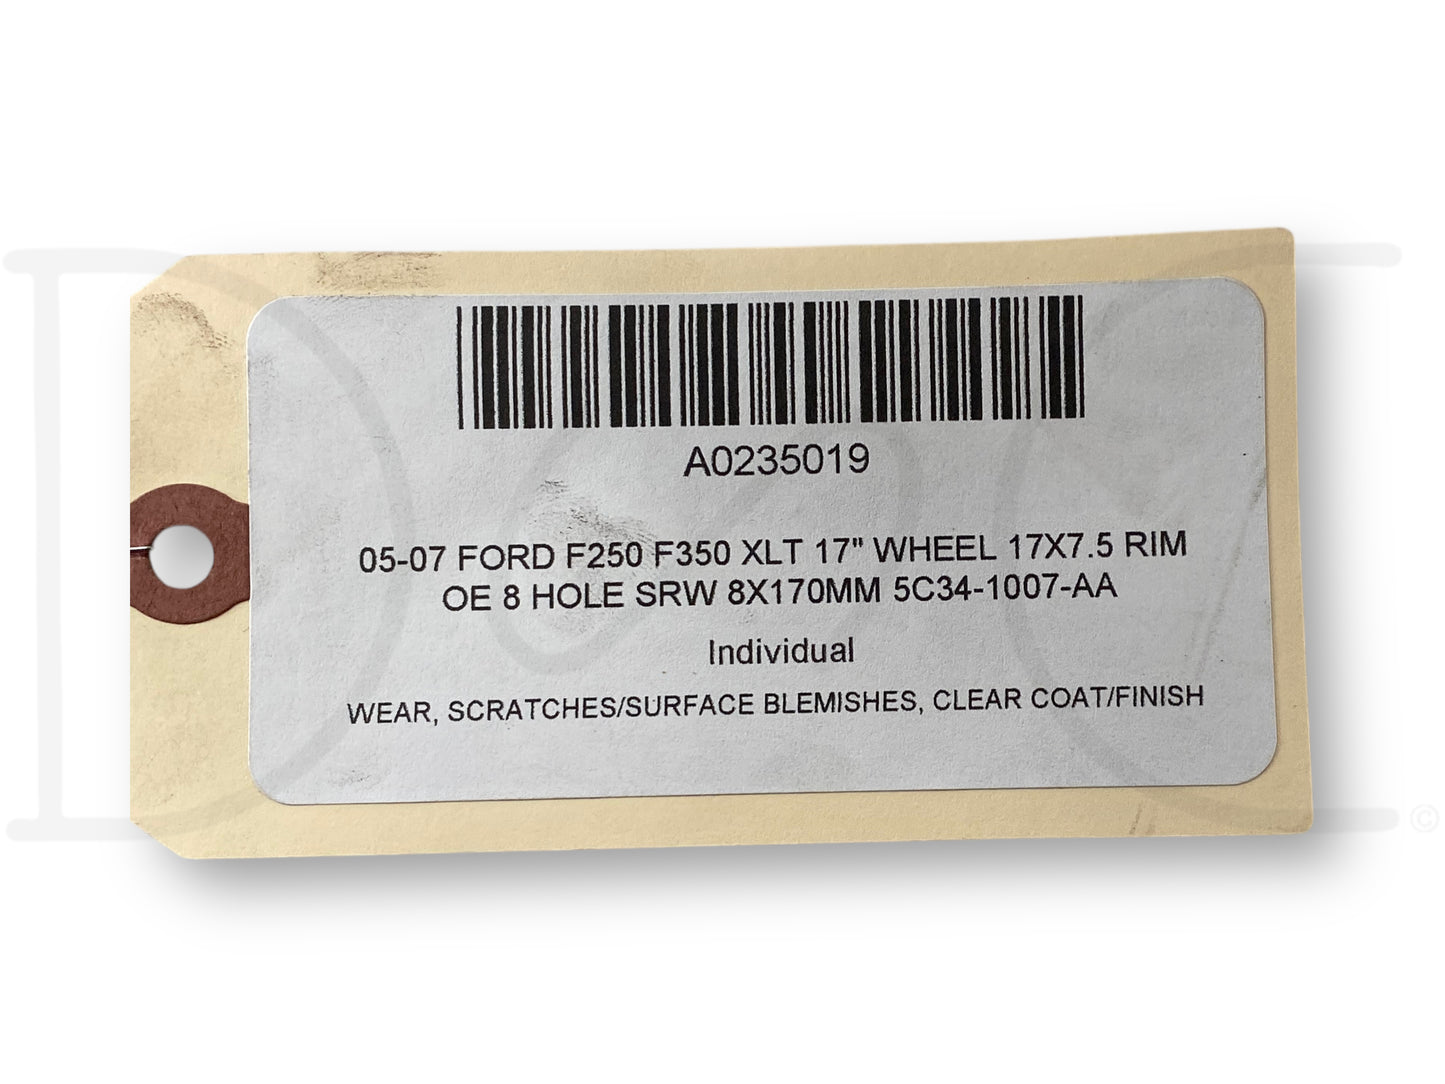 A0235019
05-07 FORD F250 F350 XLT 17" WHEEL 17X7.5 RIM
OE 8 HOLE SRW 8X170MM 5C34-1007-AA
Individual
WEAR, SCRATCHES/SURFACE BLEMISHES, CLEAR COAT/FINISH
©